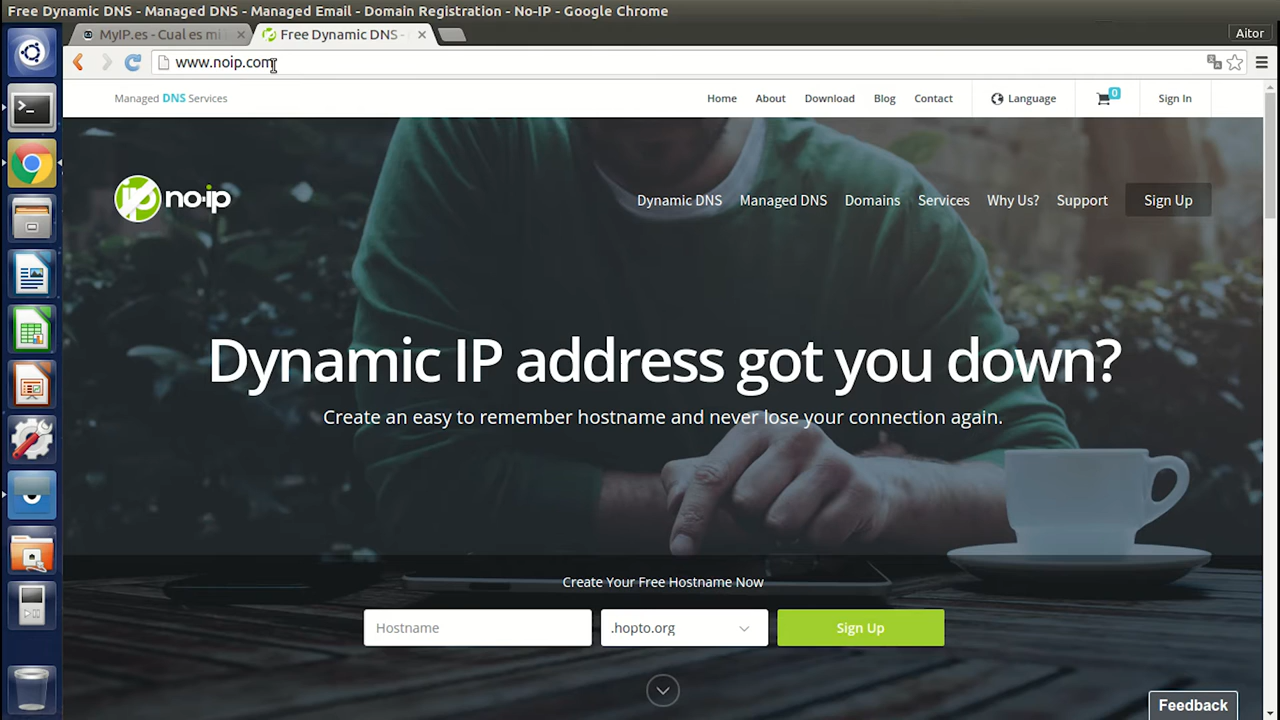 Free Dynamic DNS - Managed DNS - Managed Email - Domain Registration - No-IP - Google Chrome
MyIP.es - Cual es mi
Free Dynamic DNS -
Aitor
www.noip.com
Managed DNS Services
Home
About
Download
Blog
Contact
Language
0
Sign In
no-ip
Dynamic DNS
Managed DNS
Domains
Services
Why Us?
Support
Sign Up
Dynamic IP address got you down?
Create an easy to remember hostname and never lose your connection again.
Create Your Free Hostname Now
Hostname
.hopto.org
Sign Up
Feedback